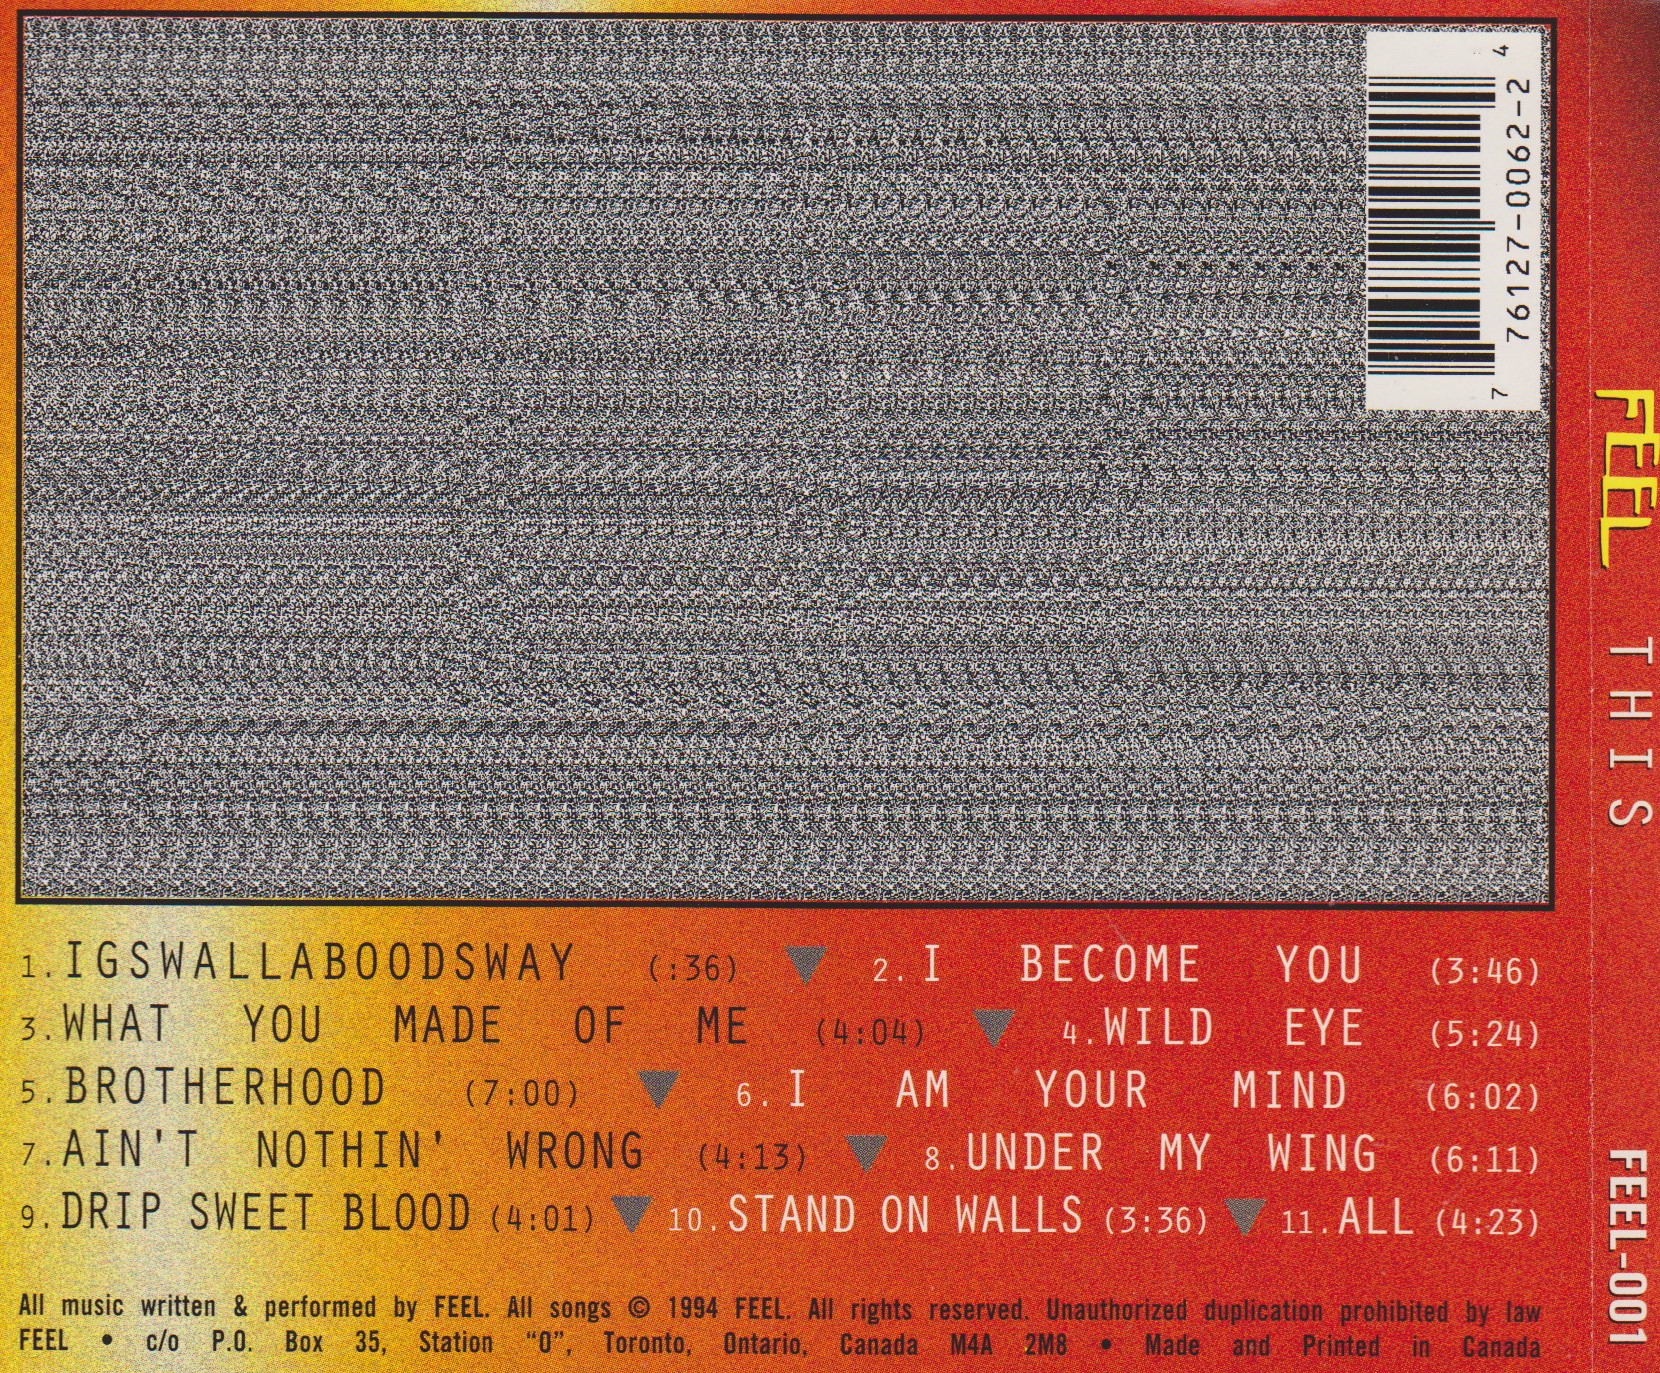 1. IGSWALLABOODSWAY (:36) ▼ 2. I BECOME YOU (3:46)
3. WHAT YOU MADE OF ME (4:04) ▼ 4. WILD EYE (5:24)
5. BROTHERHOOD (7:00) ▼ 6. I AM YOUR MIND (6:02)
7. AIN'T NOTHIN' WRONG (4:13) ▼ 8. UNDER MY WING (6:11)
9. DRIP SWEET BLOOD (4:01) ▼ 10. STAND ON WALLS (3:36) ▼ 11. ALL (4:23)
All music written & performed by FEEL. All songs © 1994 FEEL. All rights reserved. Unauthorized duplication prohibited by law
FEEL • c/o P.O. Box 35, Station "O", Toronto, Ontario, Canada M4A 2M8 • Made and Printed in Canada
7 76127-0062-2 4
FEEL THIS FEEL-001